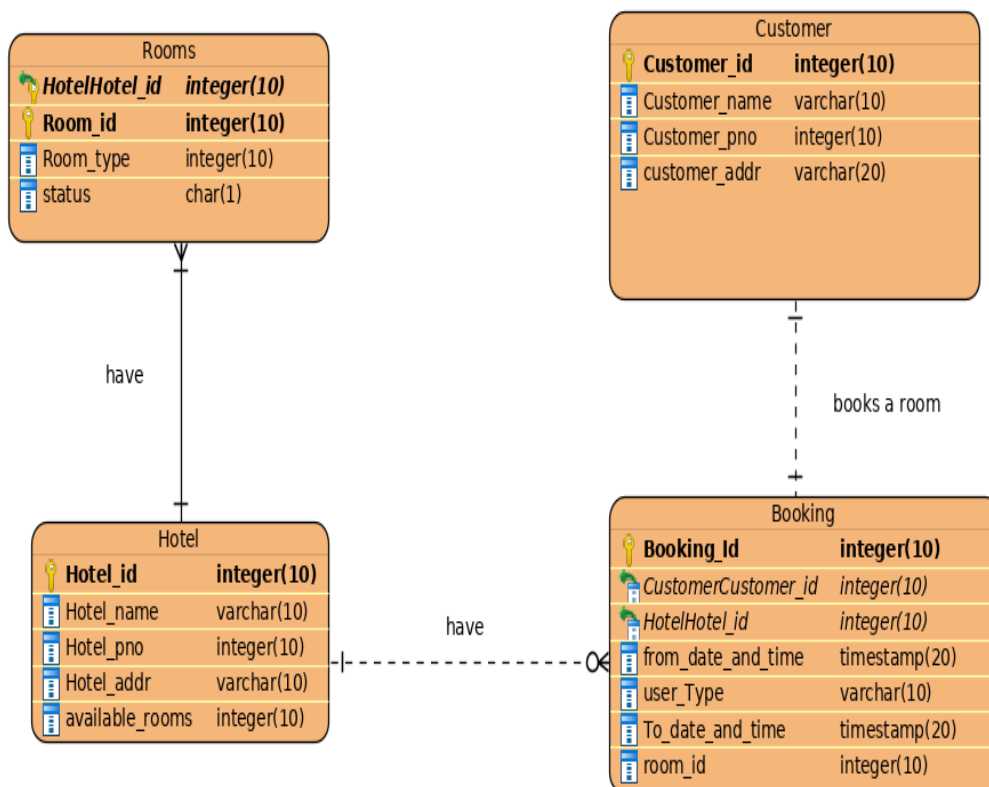 Rooms
HotelHotel_id integer(10)
Room_id integer(10)
Room_type integer(10)
status char(1)
Customer
Customer_id integer(10)
Customer_name varchar(10)
Customer_pno integer(10)
customer_addr varchar(20)
have
books a room
Hotel
Hotel_id integer(10)
Hotel_name varchar(10)
Hotel_pno integer(10)
Hotel_addr varchar(10)
available_rooms integer(10)
have
Booking
Booking_Id integer(10)
CustomerCustomer_id integer(10)
HotelHotel_id integer(10)
from_date_and_time timestamp(20)
user_Type varchar(10)
To_date_and_time timestamp(20)
room_id integer(10)